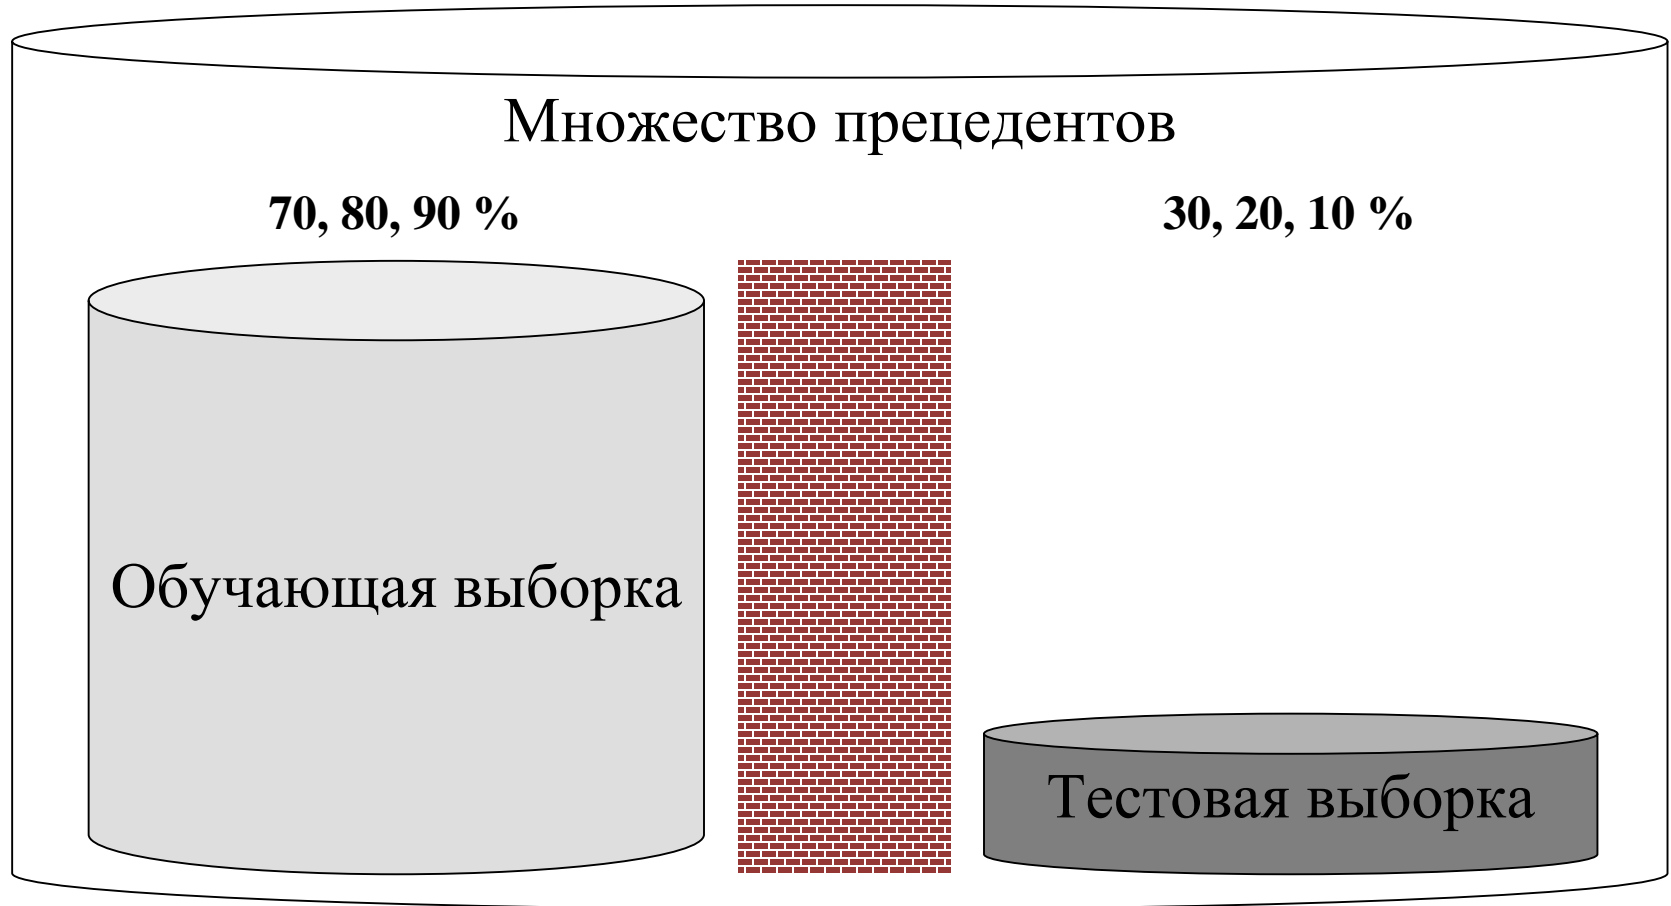 Множество прецедентов
70, 80, 90 %
30, 20, 10 %
Обучающая выборка
Тестовая выборка